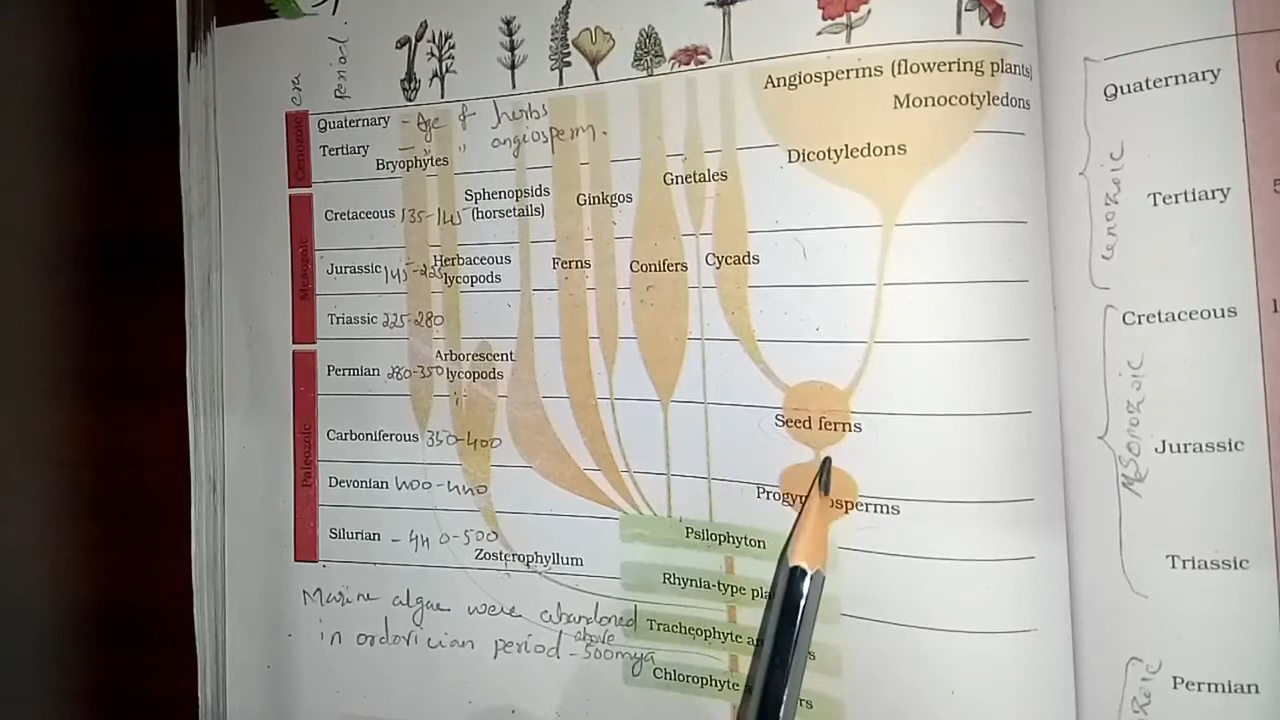 era
period.
Angiosperms (flowering plants)
Monocotyledons
Dicotyledons
Cenozoic
Quaternary - Age of herbs
Tertiary - " " angiosperm.
Bryophytes
Sphenopsids
(horsetails)
Ginkgos
Gnetales
Mesozoic
Cretaceous 135-145
Jurassic 145-225
Herbaceous
lycopods
Ferns
Conifers
Cycads
Triassic 225-280
Paleozoic
Permian 280-350
Arborescent
lycopods
Carboniferous 350-400
Seed ferns
Devonian 400-440
Silurian - 440-500
Psilophyton
Zosterophyllum
Rhynia-type
Tracheophyte
Chlorophyte
Marine algae were abandoned
in ordovician period - above 500mya
Quaternary
Tertiary
Cenozoic
Cretaceous
Jurassic
Triassic
Permian